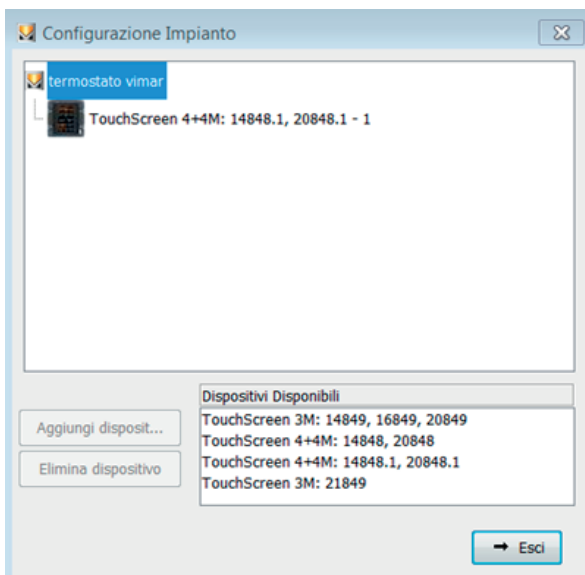 Configurazione Impianto
termostato vimar
TouchScreen 4+4M: 14848.1, 20848.1 - 1
Dispositivi Disponibili
Aggiungi disposit...
Elimina dispositivo
TouchScreen 3M: 14849, 16849, 20849
TouchScreen 4+4M: 14848, 20848
TouchScreen 4+4M: 14848.1, 20848.1
TouchScreen 3M: 21849
Esci